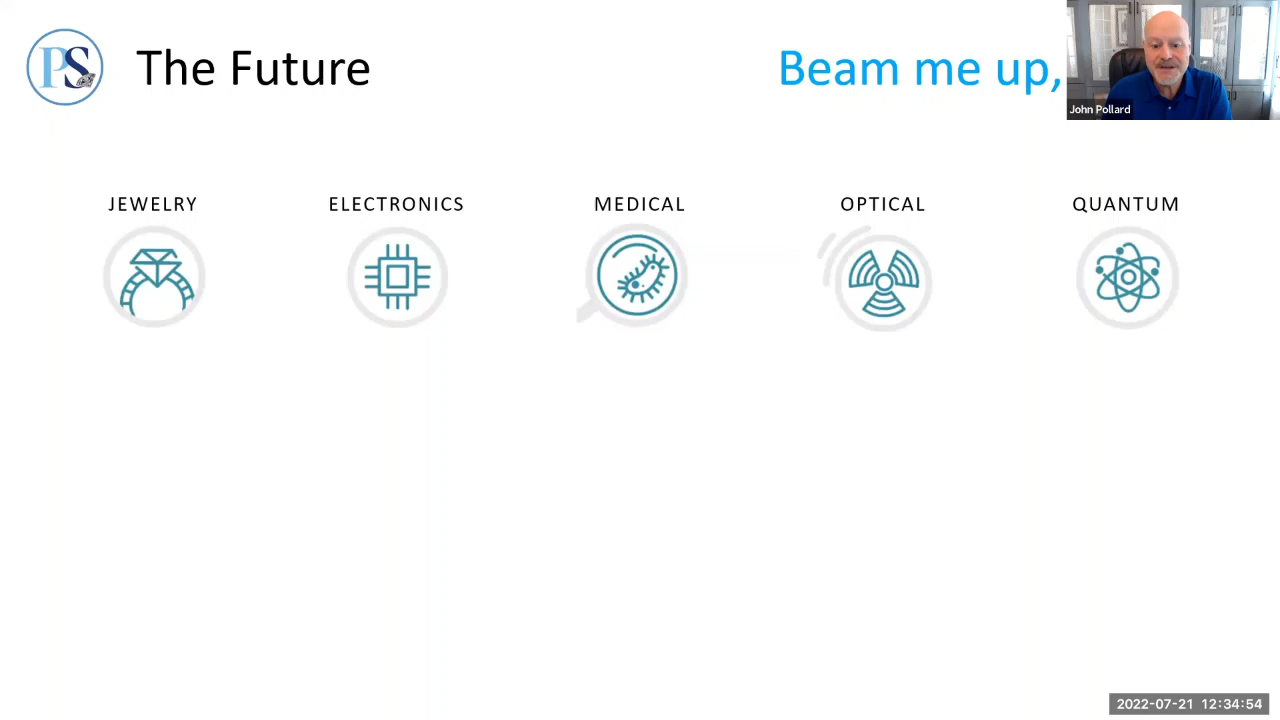 PS
The Future
Beam me up,
John Pollard
JEWELRY
ELECTRONICS
MEDICAL
OPTICAL
QUANTUM
2022-07-21 12:34:54